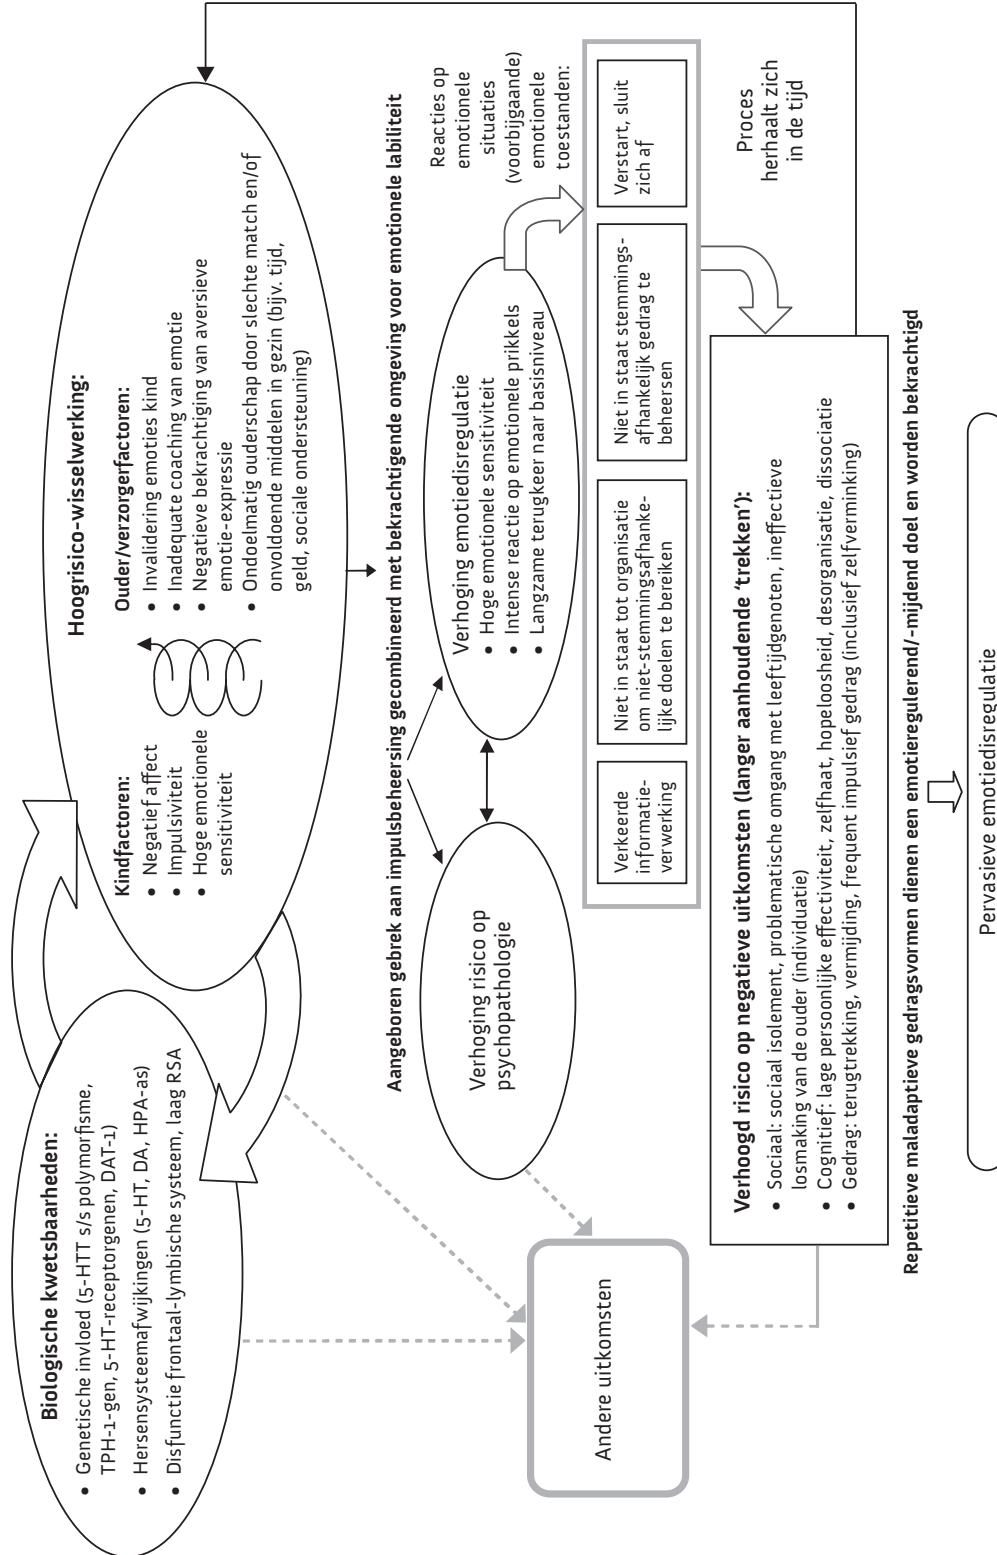 Biologische kwetsbaarheden:
• Genetische invloed (5-HTT s/s polymorfisme,
TPH-1-gen, 5-HT-receptorgenen, DAT-1)
• Hersensysteemafwijkingen (5-HT, DA, HPA-as)
• Disfunctie frontaal-lymbische systeem, laag RSA
Hoogrisico-wisselwerking:
Kindfactoren:
• Negatief affect
• Impulsiviteit
• Hoge emotionele
sensitiviteit
Ouder/verzorgerfactoren:
• Invalidering emoties kind
• Inadequate coaching van emotie
• Negatieve bekrachtiging van aversieve
emotie-expressie
• Ondoelmatig ouderschap door slechte match en/of
onvoldoende middelen in gezin (bijv. tijd,
geld, sociale ondersteuning)
Aangeboren gebrek aan impulsbeheersing gecombineerd met bekrachtigende omgeving voor emotionele labiliteit
Verhoging risico op
psychopathologie
Verhoging emotiedisregulatie
• Hoge emotionele sensitiviteit
• Intense reactie op emotionele prikkels
• Langzame terugkeer naar basisniveau
Reacties op
emotionele
situaties
(voorbijgaande)
emotionele
toestanden:
Verkeerde
informatie-
verwerking
Niet in staat tot organisatie
om niet-stemmingsafhanke-
lijke doelen te bereiken
Niet in staat stemmings-
afhankelijk gedrag te
beheersen
Verstart, sluit
zich af
Andere uitkomsten
Verhoogd risico op negatieve uitkomsten (langer aanhoudende ‘trekken’):
• Sociaal: sociaal isolement, problematische omgang met leeftijdgenoten, ineffectieve
losmaking van de ouder (individuatie)
• Cognitief: lage persoonlijke effectiviteit, zelfhaat, hopeloosheid, desorganisatie, dissociatie
• Gedrag: terugtrekking, vermijding, frequent impulsief gedrag (inclusief zelfverminking)
Proces
herhaalt zich
in de tijd
Repetitieve maladaptieve gedragsvormen dienen een emotieregulerend/-mijdend doel en worden bekrachtigd
Pervasieve emotiedisregulatie